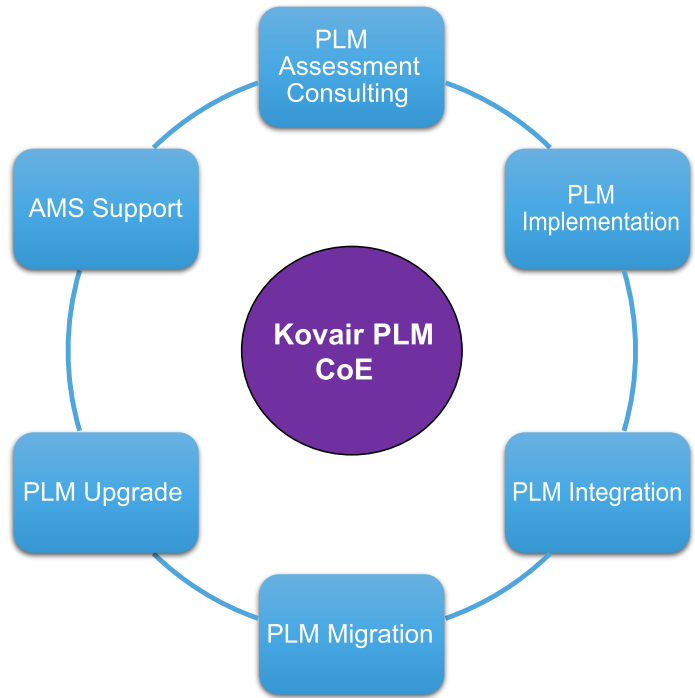 PLM
Assessment
Consulting
PLM
Implementation
AMS Support
Kovair PLM
CoE
PLM Upgrade
PLM Integration
PLM Migration